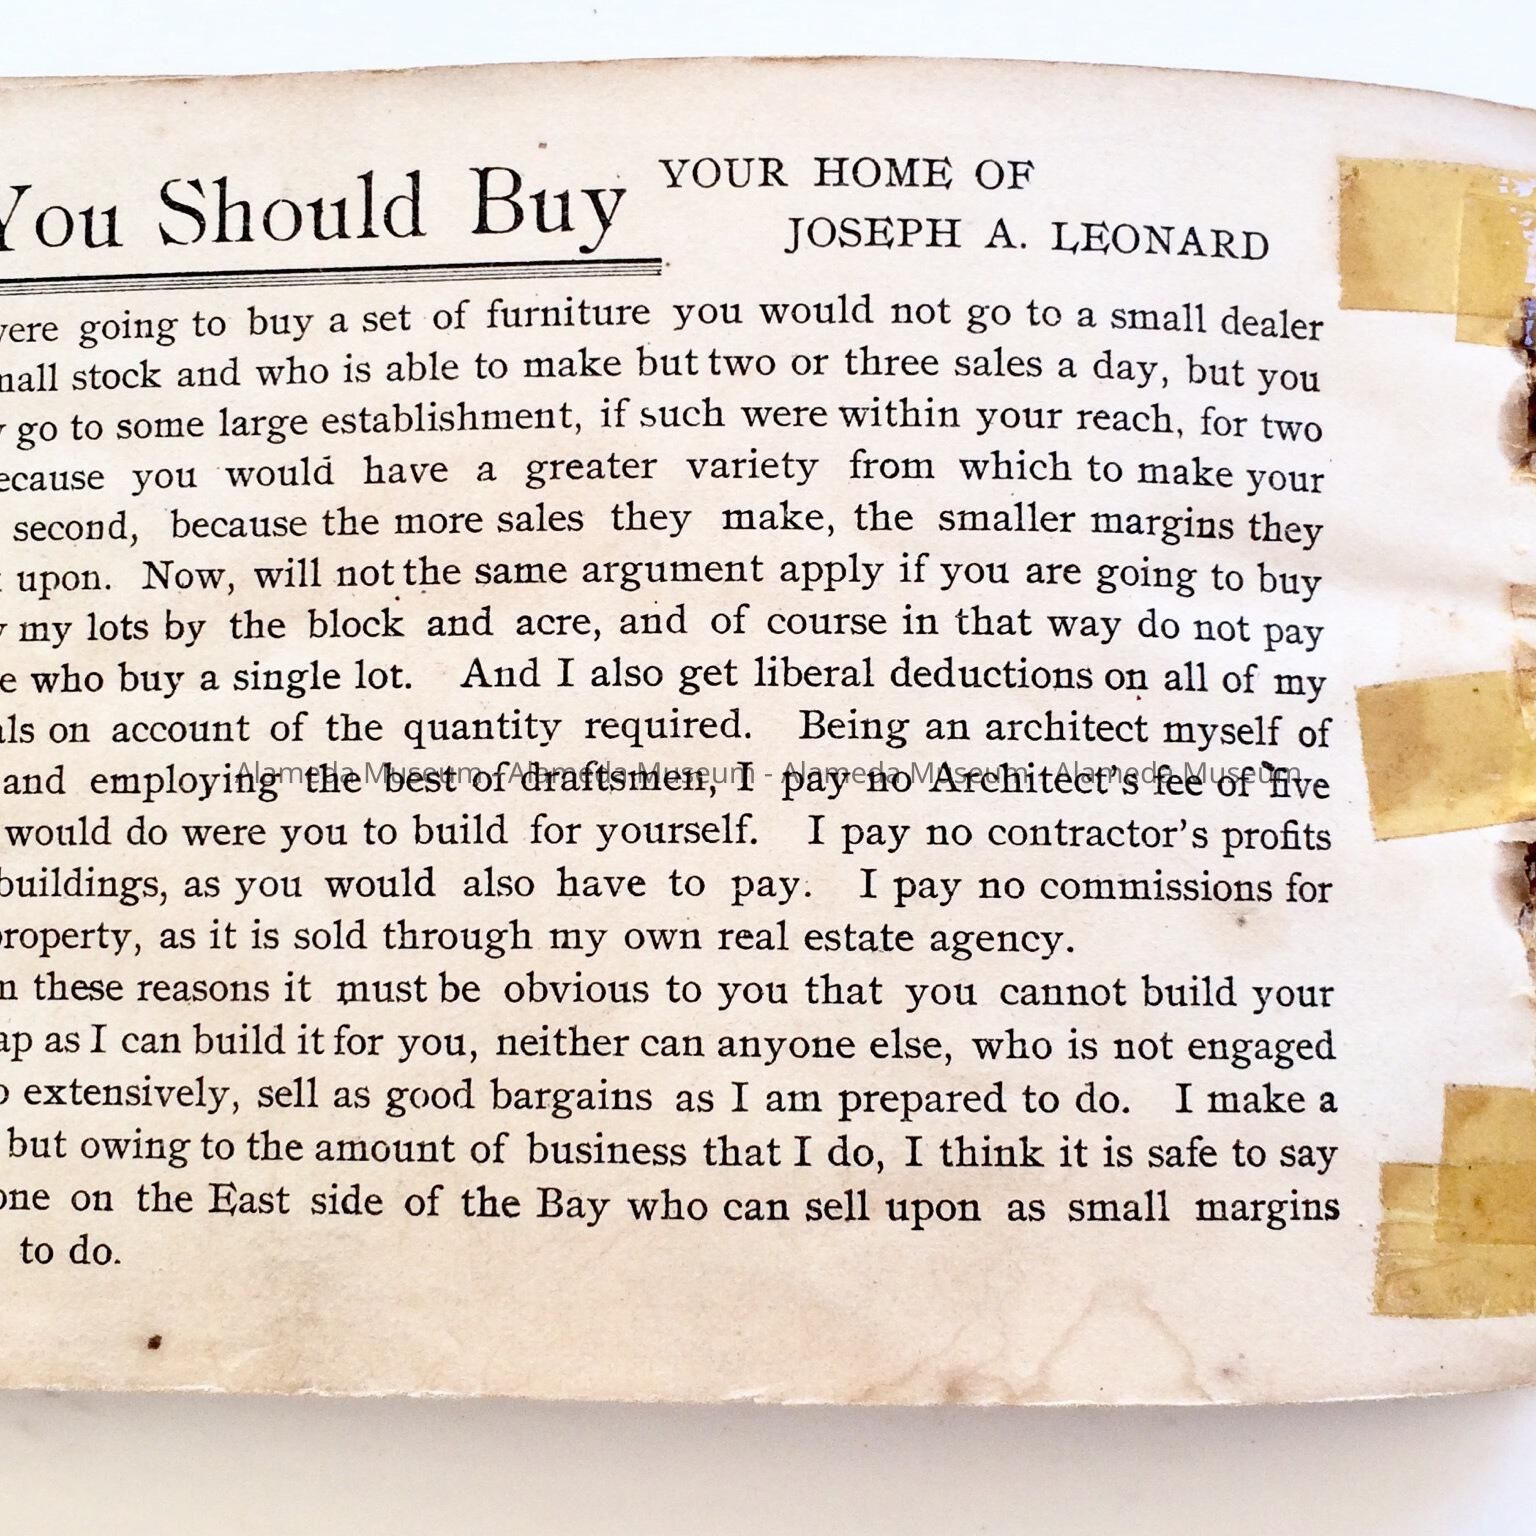 You Should Buy YOUR HOME OF
JOSEPH A. LEONARD
going to buy a set of furniture you would not go to a small dealer
stock and who is able to make but two or three sales a day, but you
go to some large establishment, if such were within your reach, for two
you would have a greater variety from which to make your
second, because the more sales they make, the smaller margins they
upon. Now, will not the same argument apply if you are going to buy
my lots by the block and acre, and of course in that way do not pay
who buy a single lot. And I also get liberal deductions on all of my
on account of the quantity required. Being an architect myself of
and employing the best of draftsmen, I pay no Architect's fee of five
Alameda Museum - Alameda Museum - Alameda Museum - Alameda Museum
would do were you to build for yourself. I pay no contractor's profits
buildings, as you would also have to pay. I pay no commissions for
property, as it is sold through my own real estate agency.
these reasons it must be obvious to you that you cannot build your
as I can build it for you, neither can anyone else, who is not engaged
extensively, sell as good bargains as I am prepared to do. I make a
but owing to the amount of business that I do, I think it is safe to say
on the East side of the Bay who can sell upon as small margins
to do.